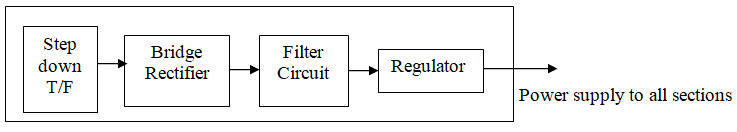 Step
down
T/F
Bridge
Rectifier
Filter
Circuit
Regulator
Power supply to all sections